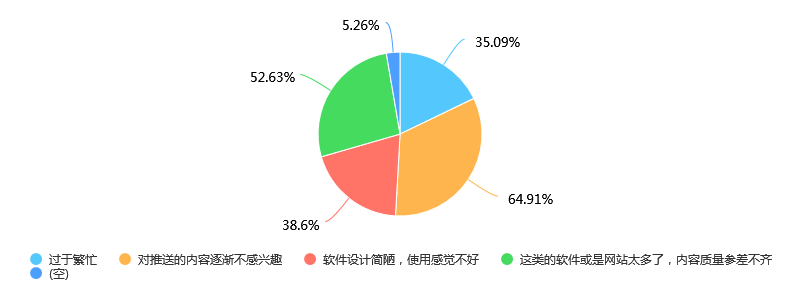 5.26%
35.09%
52.63%
64.91%
38.6%
过于繁忙 对推送的内容逐渐不感兴趣 软件设计简陋，使用感觉不好 这类的软件或是网站太多了，内容质量参差不齐
(空)